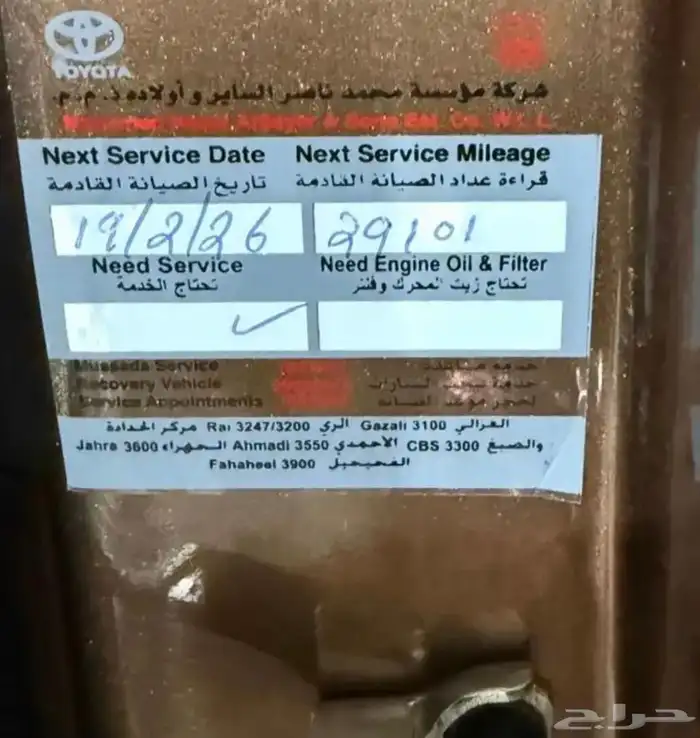 TOYOTA
شركة مؤسسة محمد ناصر الساير و أولاده ذ.م.م.
Next Service Date Next Service Mileage
تاريخ الصيانة القادمة قراءة عداد الصيانة القادمة
19/2/26 29101
Need Service Need Engine Oil & Filter
تحتاج الخدمة تحتاج زيت المحرك وفلتر
Mussada Service
Recovery Vehicle
Service Appointments
الغزالي Gazali 3100 الري Rai 3247/3200 مركز الحدادة
والصبغ CBS 3300 الأحمدي Ahmadi 3550 الجهراء Jahra 3600
الفحيحيل Fahaheel 3900
حراج